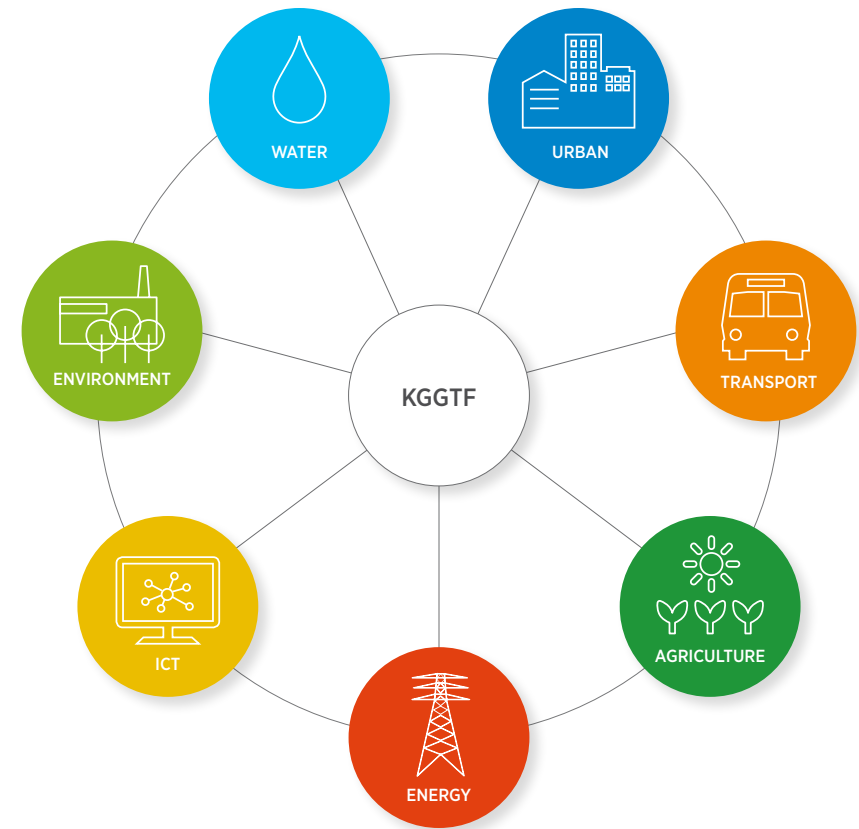 WATER
URBAN
ENVIRONMENT
TRANSPORT
KGGTF
ICT
AGRICULTURE
ENERGY